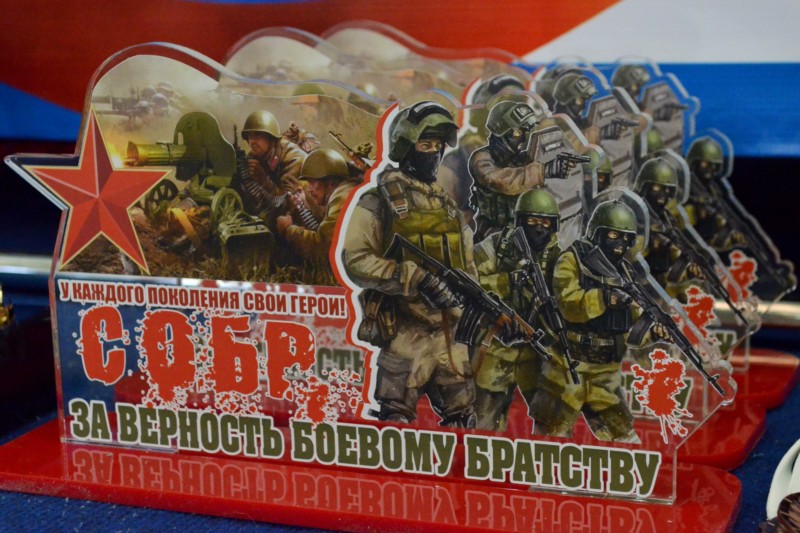 У КАЖДОГО ПОКОЛЕНИЯ СВОИ ГЕРОИ!
СОБР
ЗА ВЕРНОСТЬ БОЕВОМУ БРАТСТВУ